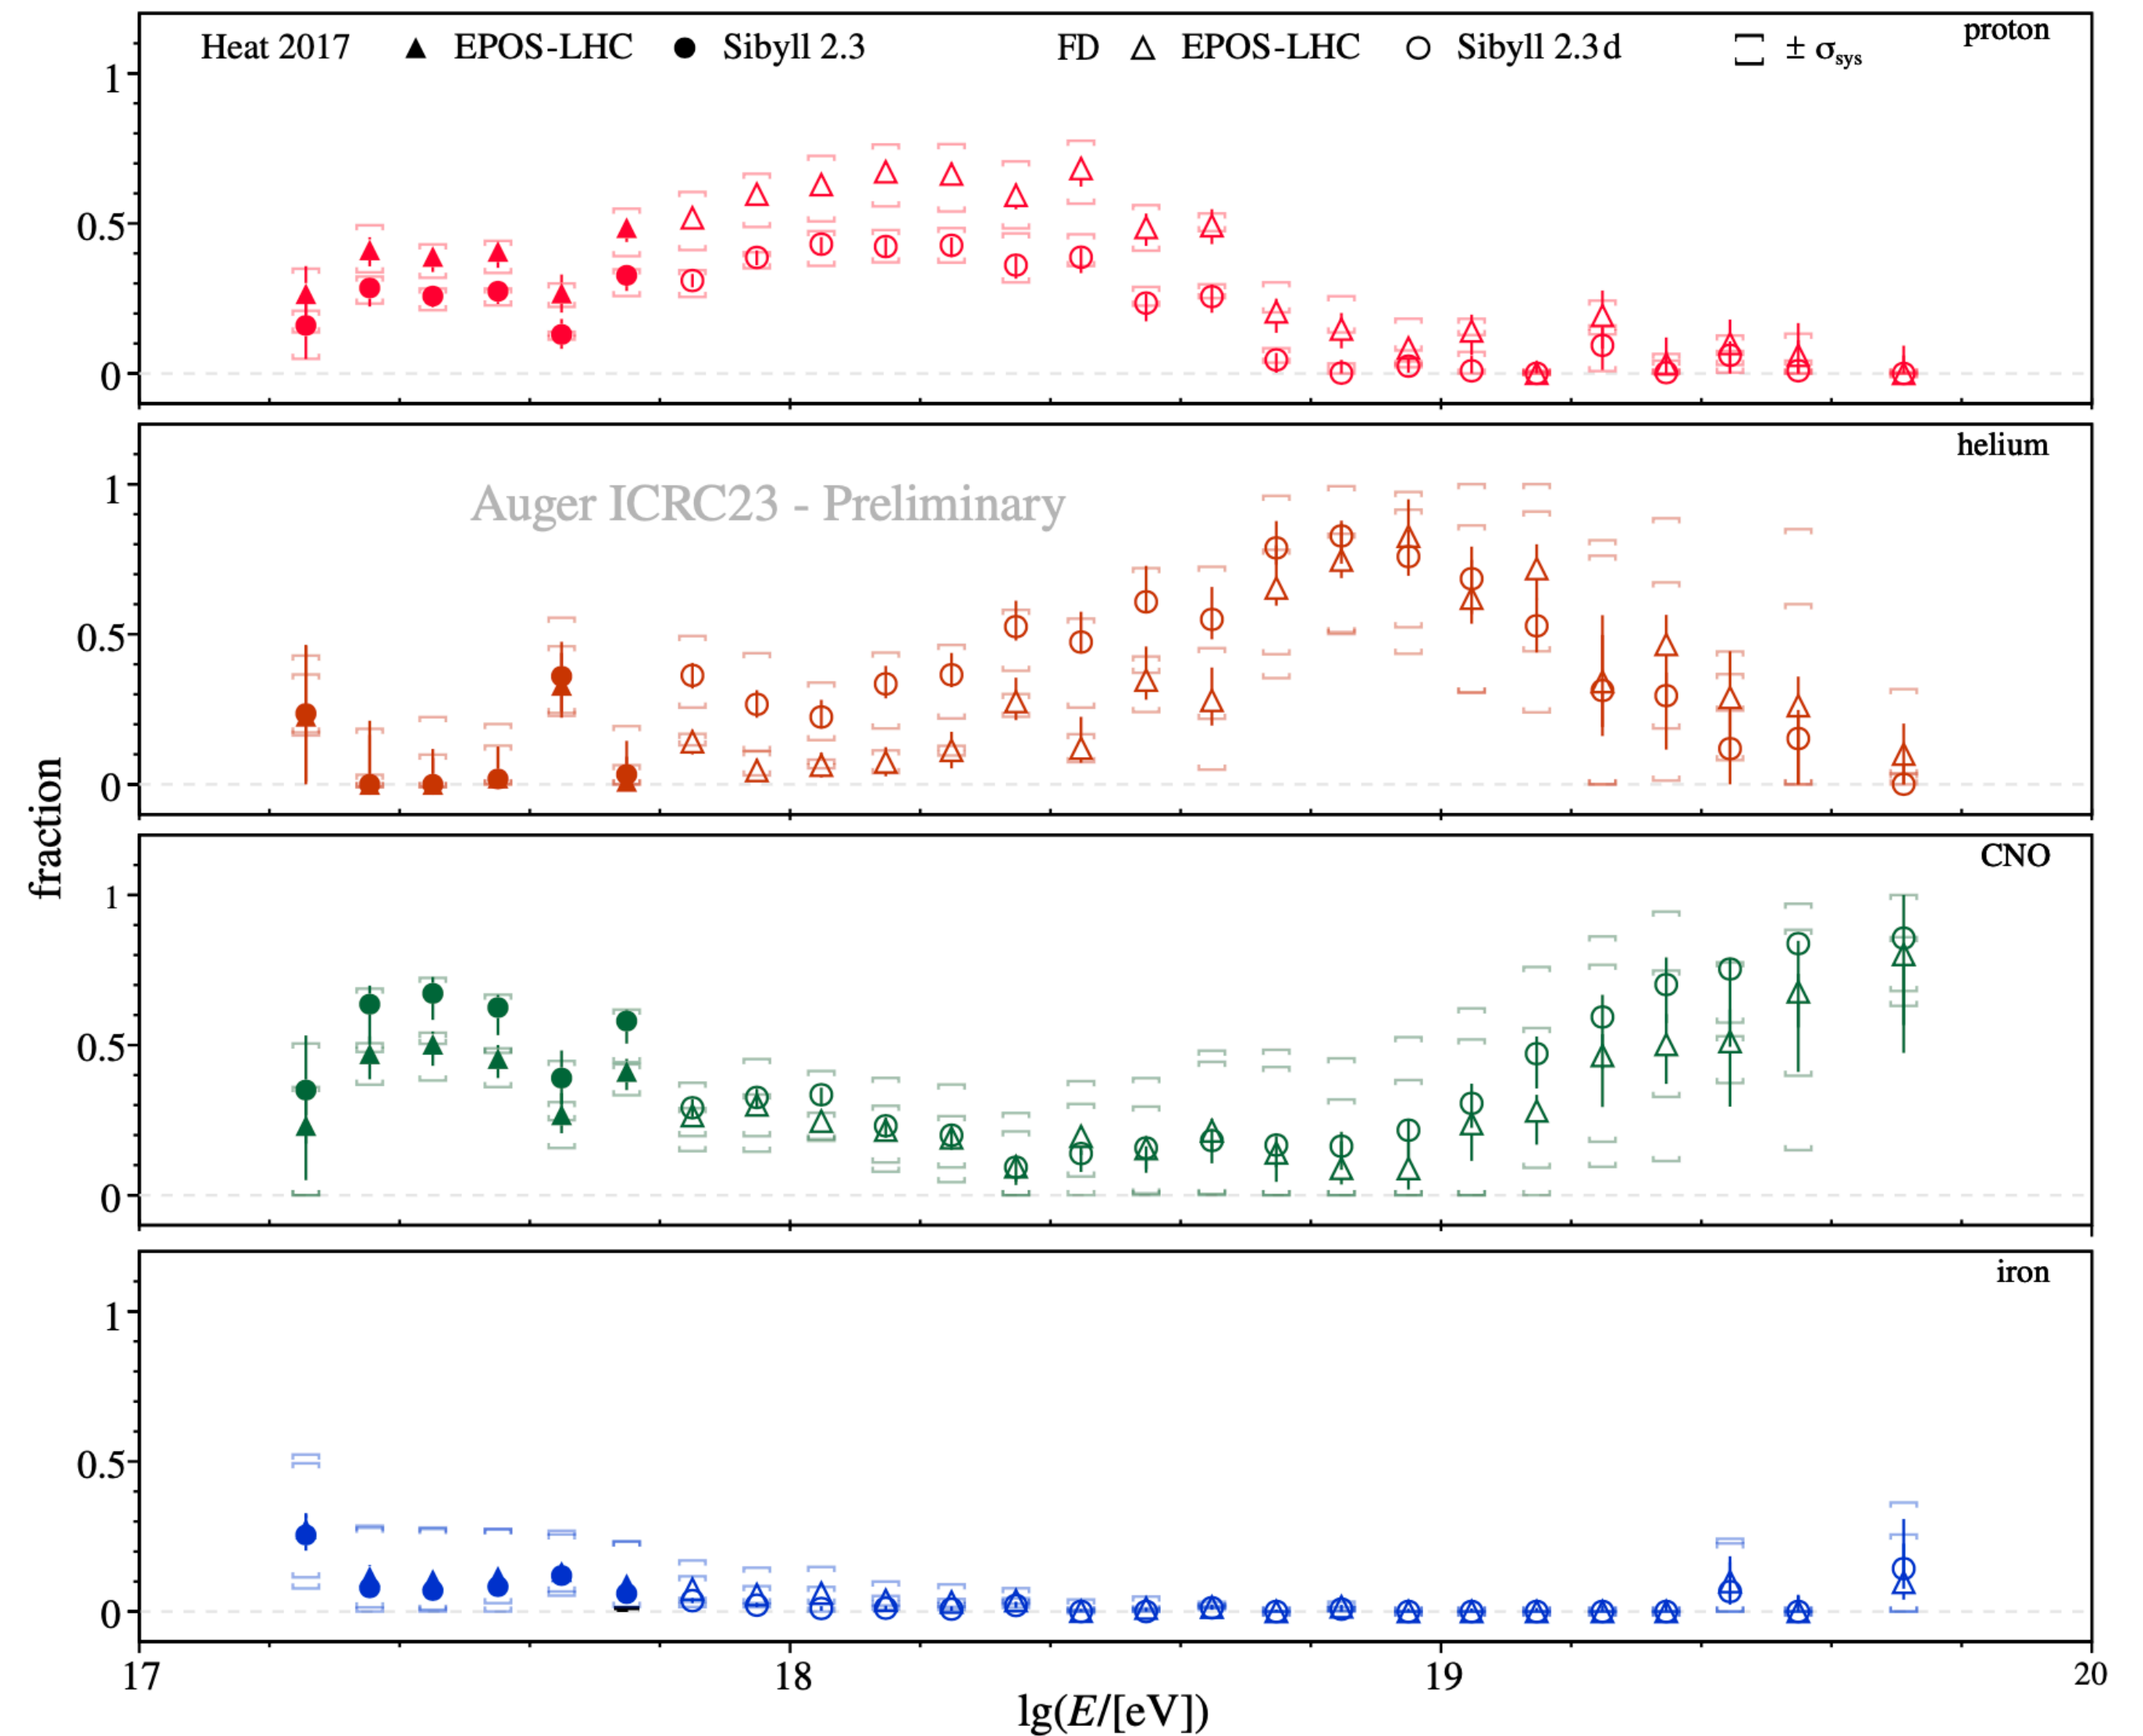 Heat 2017 ▲ EPOS-LHC ● Sibyll 2.3 FD △ EPOS-LHC ○ Sibyll 2.3d ± σsys
proton
1
0.5
0
helium
Auger ICRC23 - Preliminary
1
0.5
0
fraction
CNO
1
0.5
0
iron
1
0.5
0
17 18 19 20
lg(E/[eV])